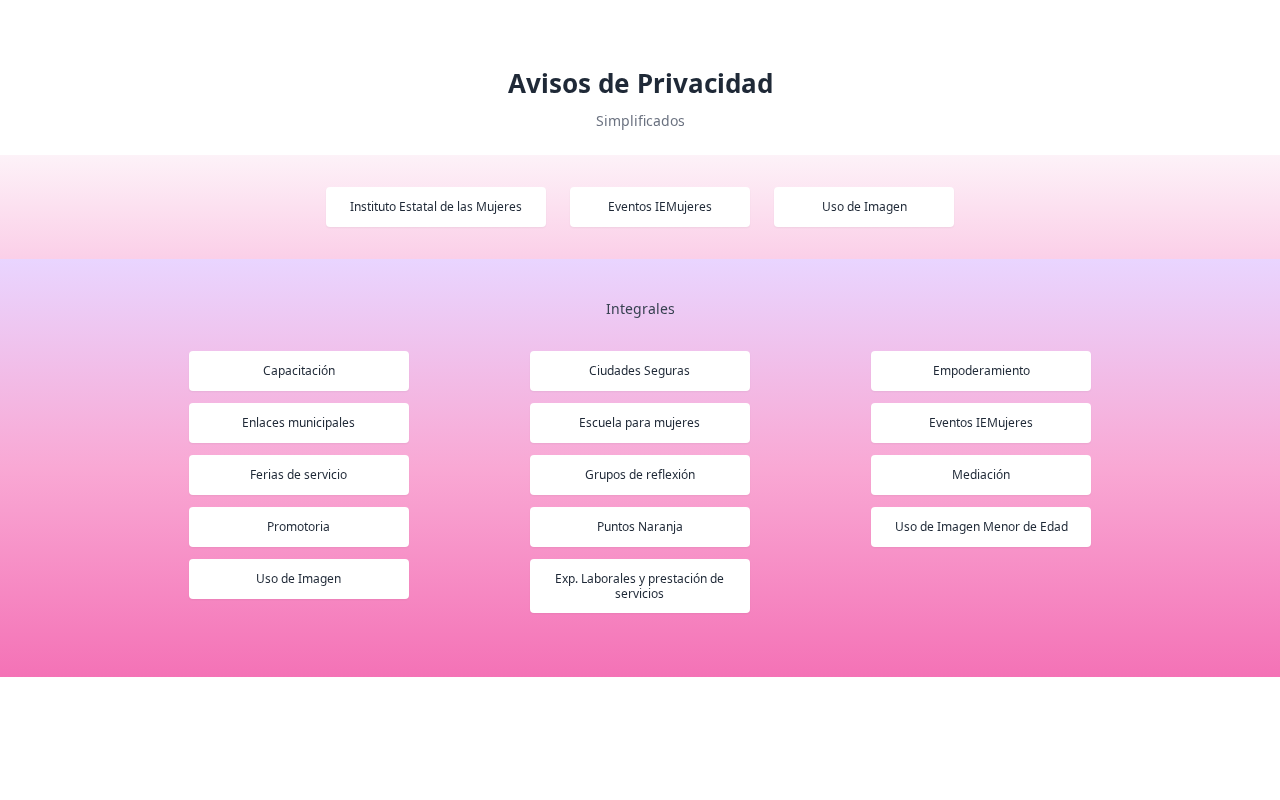 Avisos de Privacidad
Simplificados
Instituto Estatal de las Mujeres
Eventos IEMujeres
Uso de Imagen
Integrales
Capacitación
Ciudades Seguras
Empoderamiento
Enlaces municipales
Escuela para mujeres
Eventos IEMujeres
Ferias de servicio
Grupos de reflexión
Mediación
Promotoria
Puntos Naranja
Uso de Imagen Menor de Edad
Uso de Imagen
Exp. Laborales y prestación de
servicios